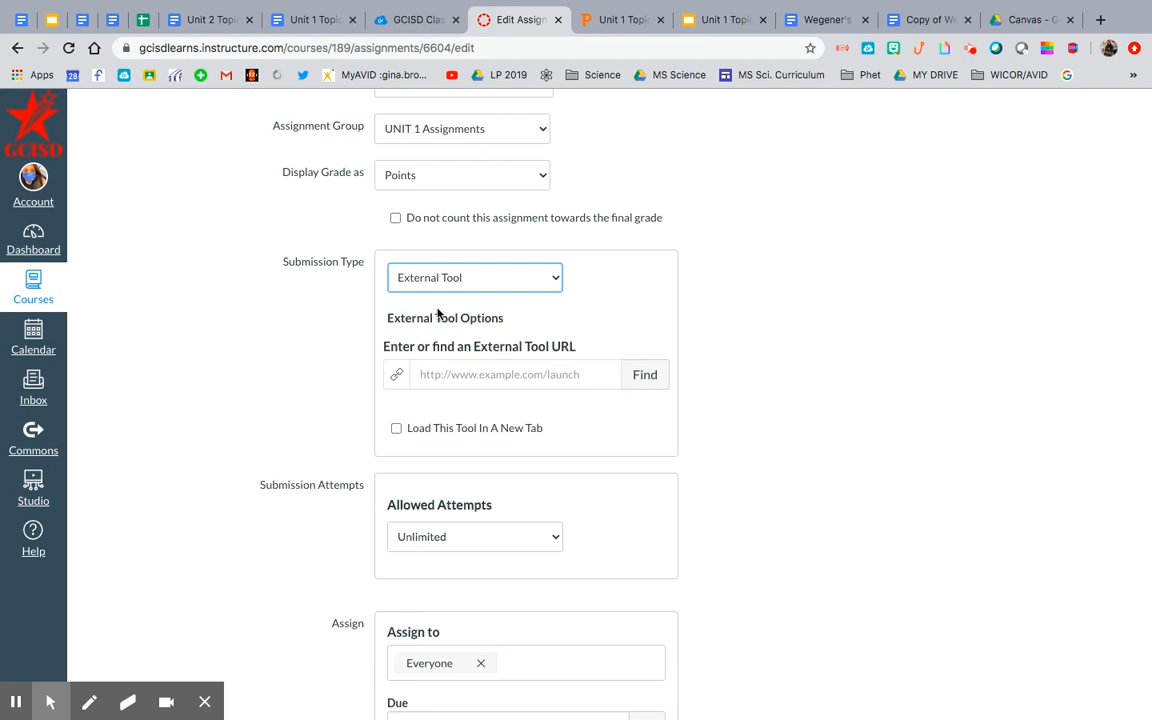 Unit 2 Topi
Unit 1 Topic
GCISD Clas
Edit Assign
Unit 1 Topi
Unit 1 Topic
Wegener's
Copy of We
Canvas - G
gcisdlearns.instructure.com/courses/189/assignments/6604/edit
Apps
28
MyAVID :gina.bro...
LP 2019
Science
MS Science
MS Sci. Curriculum
Phet
MY DRIVE
WICOR/AVID
»
GCISD
Account
Dashboard
Courses
Calendar
Inbox
Commons
Studio
Help
Assignment Group
UNIT 1 Assignments
Display Grade as
Points
Do not count this assignment towards the final grade
Submission Type
External Tool
External Tool Options
Enter or find an External Tool URL
http://www.example.com/launch
Find
Load This Tool In A New Tab
Submission Attempts
Allowed Attempts
Unlimited
Assign
Assign to
Everyone
Due